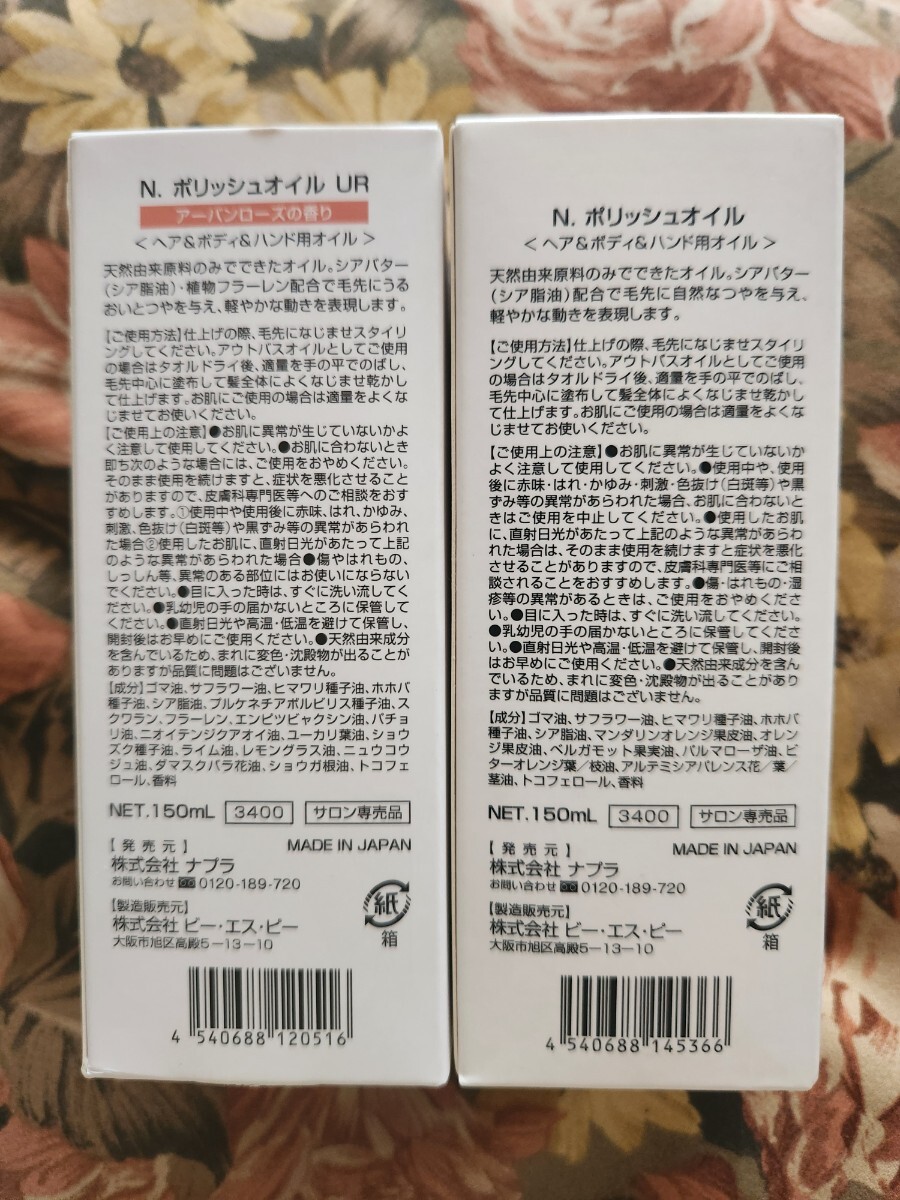 N. ポリッシュオイル UR
アーバンローズの香り
＜ヘア＆ボディ＆ハンド用オイル＞
天然由来原料のみでできたオイル。シアバター
(シア脂油)・植物フラーレン配合で毛先にうる
おいとつやを与え、軽やかな動きを表現します。
【ご使用方法】仕上げの際、毛先になじませスタイリ
ングしてください。アウトバスオイルとしてご使用
の場合はタオルドライ後、適量を手の平でのばし、
毛先中心に塗布して髪全体によくなじませ乾かし
て仕上げます。お肌にご使用の場合は適量をよくな
じませてお使いください。
【ご使用上の注意】●お肌に異常が生じていないかよ
く注意して使用してください。●お肌に合わないとき
即ち次のような場合には、ご使用をおやめください。
そのまま使用を続けますと、症状を悪化させること
がありますので、皮膚科専門医等へのご相談をおす
すめします。①使用中や使用後に赤味、はれ、かゆみ、
刺激、色抜け(白斑等)や黒ずみ等の異常があらわれ
た場合②使用したお肌に、直射日光があたって上記
のような異常があらわれた場合●傷やはれもの、
しっしん等、異常のある部位にはお使いにならない
でください。●目に入った時は、すぐに洗い流してくだ
さい。●乳幼児の手の届かないところに保管して
ください。●直射日光や高温・低温を避けて保管し、
開封後はお早めにご使用ください。●天然由来成分
を含んでいるため、まれに変色・沈殿物が出ることが
ありますが品質に問題はございません。
【成分】ゴマ油、サフラワー油、ヒマワリ種子油、ホホバ
種子油、シア脂油、プルケネチアボルビリス種子油、ス
クワラン、フラーレン、エンピツビャクシン油、パチョ
リ油、ニオイテンジクアオイ油、ユーカリ葉油、ショウ
ズク種子油、ライム油、レモングラス油、ニュウコウ
ジュ油、ダマスクバラ花油、ショウガ根油、トコフェ
ロール、香料
NET.150mL 3400 サロン専売品
【発売元】 MADE IN JAPAN
株式会社 ナプラ
お問い合わせ 0120-189-720
【製造販売元】
株式会社 ビー・エス・ピー
大阪市旭区高殿5-13-10
紙
箱
4 540688 120516
N. ポリッシュオイル
＜ヘア＆ボディ＆ハンド用オイル＞
天然由来原料のみでできたオイル。シアバター
(シア脂油)配合で毛先に自然なつやを与え、
軽やかな動きを表現します。
【ご使用方法】仕上げの際、毛先になじませスタイリ
ングしてください。アウトバスオイルとしてご使用
の場合はタオルドライ後、適量を手の平でのばし、
毛先中心に塗布して髪全体によくなじませ乾かし
て仕上げます。お肌にご使用の場合は適量をよくな
じませてお使いください。
【ご使用上の注意】●お肌に異常が生じていないか
よく注意して使用してください。●使用中や、使用
後に赤味・はれ・かゆみ・刺激・色抜け(白斑等)や黒
ずみ等の異常があらわれた場合、お肌に合わないと
きはご使用を中止してください。●使用したお肌
に、直射日光があたって上記のような異常があらわ
れた場合は、そのまま使用を続けますと症状を悪化
させることがありますので、皮膚科専門医等にご相
談されることをおすすめします。●傷・はれもの・湿
疹等の異常があるときは、ご使用をおやめくださ
い。●目に入った時は、すぐに洗い流してください。
●乳幼児の手の届かないところに保管してくださ
い。●直射日光や高温・低温を避けて保管し、開封後
はお早めにご使用ください。●天然由来成分を含ん
でいるため、まれに変色・沈殿物が出ることがあり
ますが品質に問題はございません。
【成分】ゴマ油、サフラワー油、ヒマワリ種子油、ホホバ
種子油、シア脂油、マンダリンオレンジ果皮油、オレン
ジ果皮油、ベルガモット果実油、パルマローザ油、ビ
ターオレンジ葉／枝油、アルテミシアパレンス花／葉／
茎油、トコフェロール、香料
NET.150mL 3400 サロン専売品
【発売元】 MADE IN JAPAN
株式会社 ナプラ
お問い合わせ 0120-189-720
【製造販売元】
株式会社 ビー・エス・ピー
大阪市旭区高殿5-13-10
紙
箱
4 540688 145366